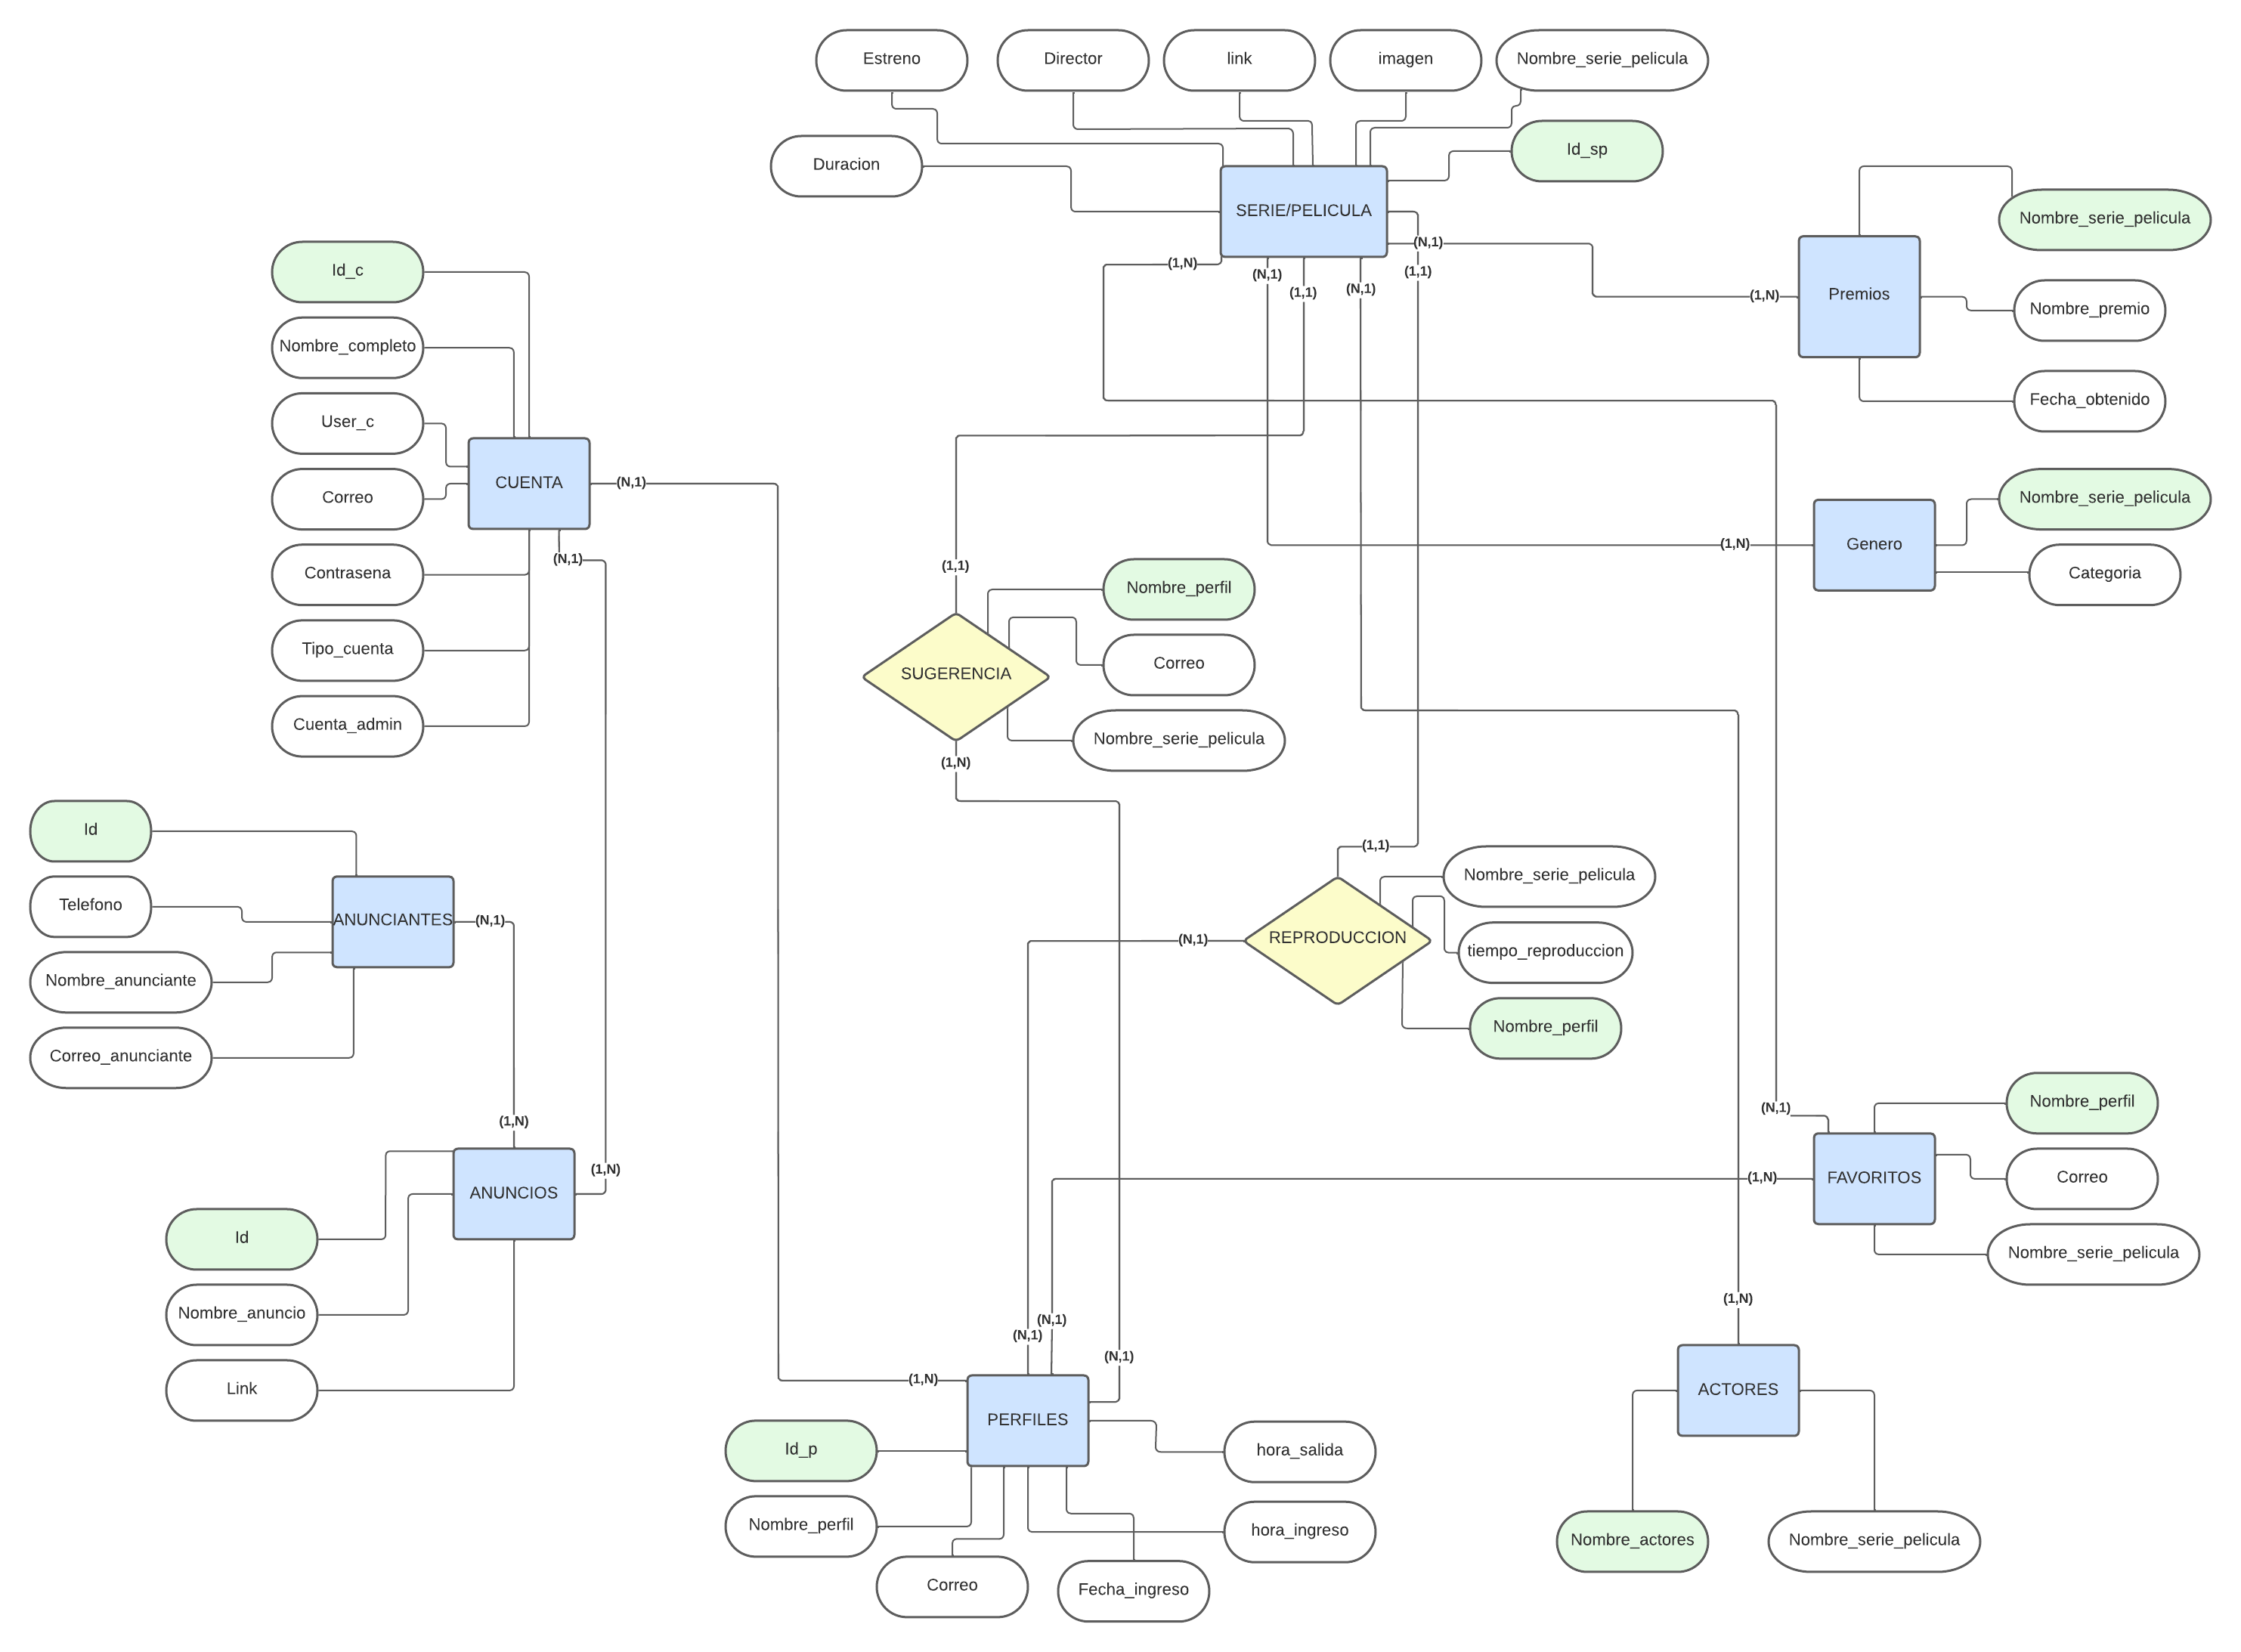 Estreno
Director
link
imagen
Nombre_serie_pelicula
Duracion
Id_sp
SERIE/PELICULA
Nombre_serie_pelicula
(N,1)
(1,N)
(N,1)
(1,1)
(N,1)
(1,1)
(1,N)
Premios
Nombre_premio
Fecha_obtenido
Id_c
Nombre_completo
User_c
Correo
Contrasena
Tipo_cuenta
Cuenta_admin
CUENTA
(N,1)
(N,1)
Nombre_serie_pelicula
(1,N)
Genero
Categoria
(1,1)
Nombre_perfil
SUGERENCIA
Correo
Nombre_serie_pelicula
(1,N)
Id
Telefono
Nombre_anunciante
Correo_anunciante
ANUNCIANTES
(N,1)
(1,N)
(1,1)
Nombre_serie_pelicula
(N,1)
REPRODUCCION
tiempo_reproduccion
Nombre_perfil
(N,1)
Nombre_perfil
(1,N)
FAVORITOS
Correo
Nombre_serie_pelicula
(1,N)
ANUNCIOS
Id
Nombre_anuncio
Link
(1,N)
(N,1)
(N,1)
(N,1)
(1,N)
PERFILES
ACTORES
Id_p
Nombre_perfil
Correo
Fecha_ingreso
hora_ingreso
hora_salida
Nombre_actores
Nombre_serie_pelicula